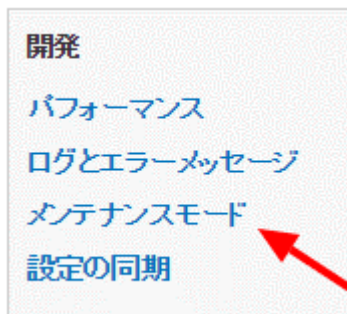 開発
パフォーマンス
ログとエラーメッセージ
メンテナンスモード
設定の同期